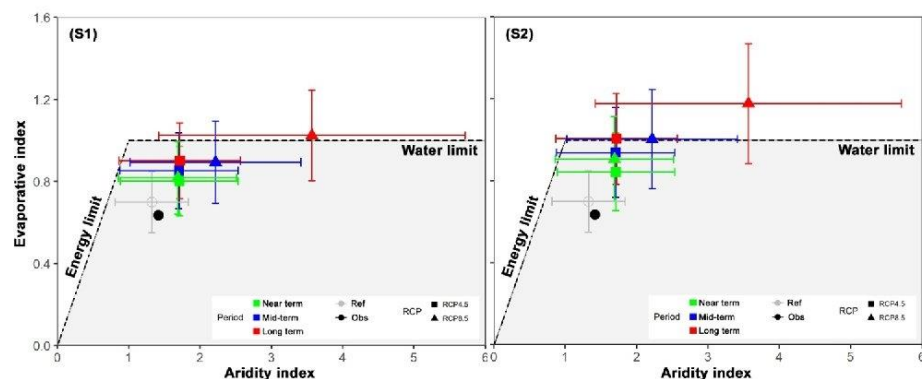 (S1)
Evaporative index
1.6
1.2
0.8
0.4
0.0
Water limit
Energy limit
Period
Near term
Mid-term
Long term
Ref
Obs
RCP
RCP4.5
RCP8.5
0 1 2 3 4 5 6
Aridity index
(S2)
Water limit
Energy limit
Period
Near term
Mid-term
Long term
Ref
Obs
RCP
RCP4.5
RCP8.5
0 1 2 3 4 5 6
Aridity index